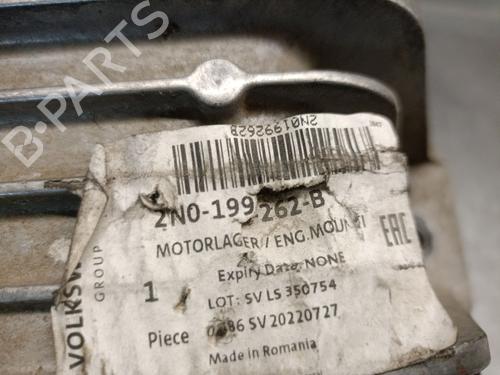 B-PARTS
2N0199262B
2N0-199-262-B
MOTORLAGER / ENG.MOUNT
VOLKSW
GROUP
Expiry Date: NONE
1
LOT: SV LS 350754
EAC
Piece
86 SV 20220727
Made in Romania